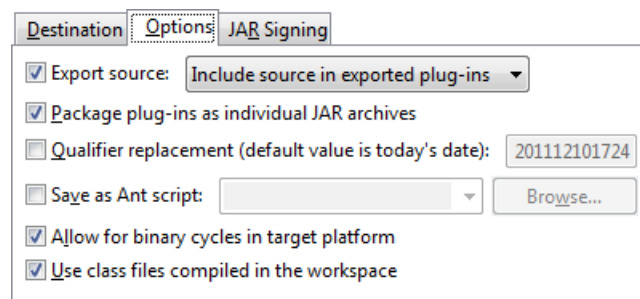 Destination Options JAR Signing
Export source: Include source in exported plug-ins
Package plug-ins as individual JAR archives
Qualifier replacement (default value is today's date): 201112101724
Save as Ant script: Browse...
Allow for binary cycles in target platform
Use class files compiled in the workspace